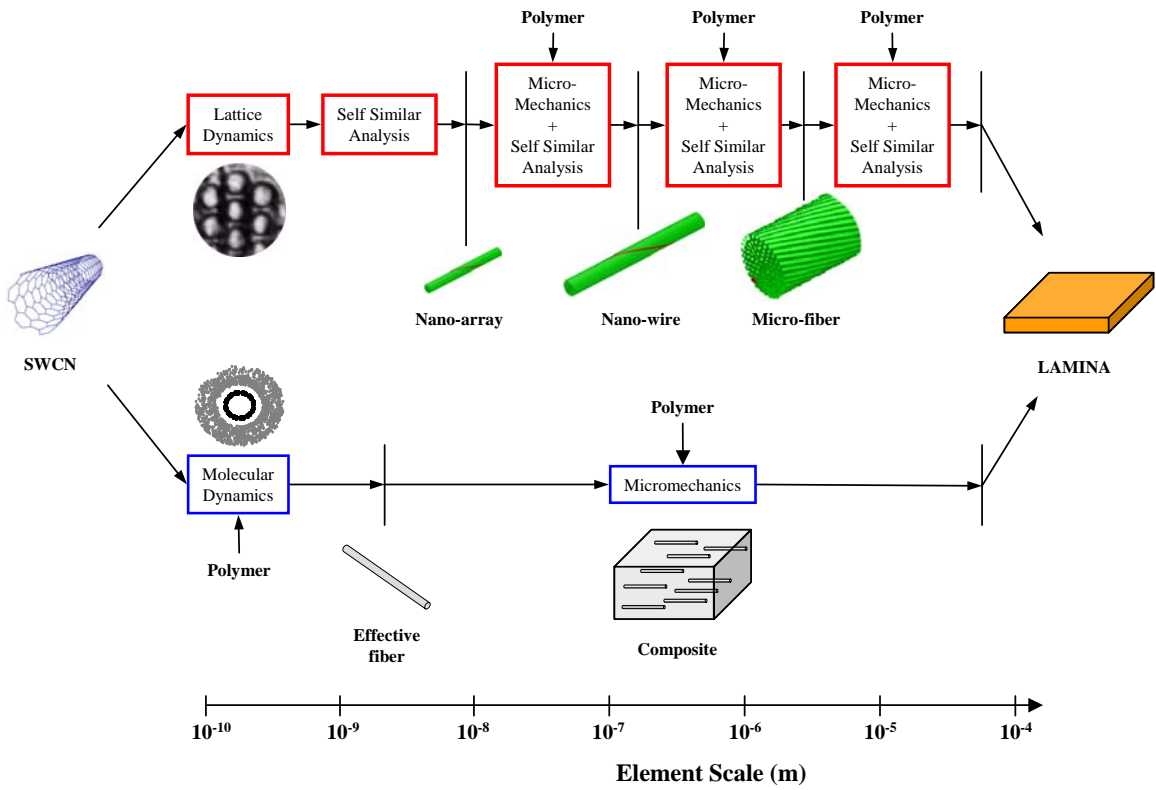 Polymer
Polymer
Polymer
Lattice
Dynamics
Self Similar
Analysis
Micro-
Mechanics
+
Self Similar
Analysis
Micro-
Mechanics
+
Self Similar
Analysis
Micro-
Mechanics
+
Self Similar
Analysis
Nano-array
Nano-wire
Micro-fiber
SWCN
LAMINA
Polymer
Molecular
Dynamics
Micromechanics
Polymer
Effective
fiber
Composite
10⁻¹⁰
10⁻⁹
10⁻⁸
10⁻⁷
10⁻⁶
10⁻⁵
10⁻⁴
Element Scale (m)